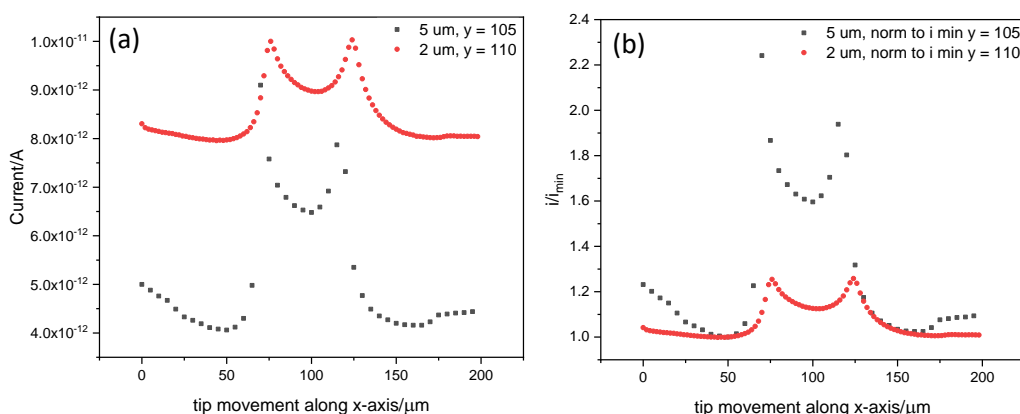 (a)
5 um, y = 105
2 um, y = 110
1.0x10⁻¹¹
9.0x10⁻¹²
8.0x10⁻¹²
7.0x10⁻¹²
6.0x10⁻¹²
5.0x10⁻¹²
4.0x10⁻¹²
Current/A
0 50 100 150 200
tip movement along x-axis/μm
(b)
5 um, norm to i min y = 105
2 um, norm to i min y = 110
2.4
2.2
2.0
1.8
1.6
1.4
1.2
1.0
i/iₘᵢₙ
0 50 100 150 200
tip movement along x-axis/μm